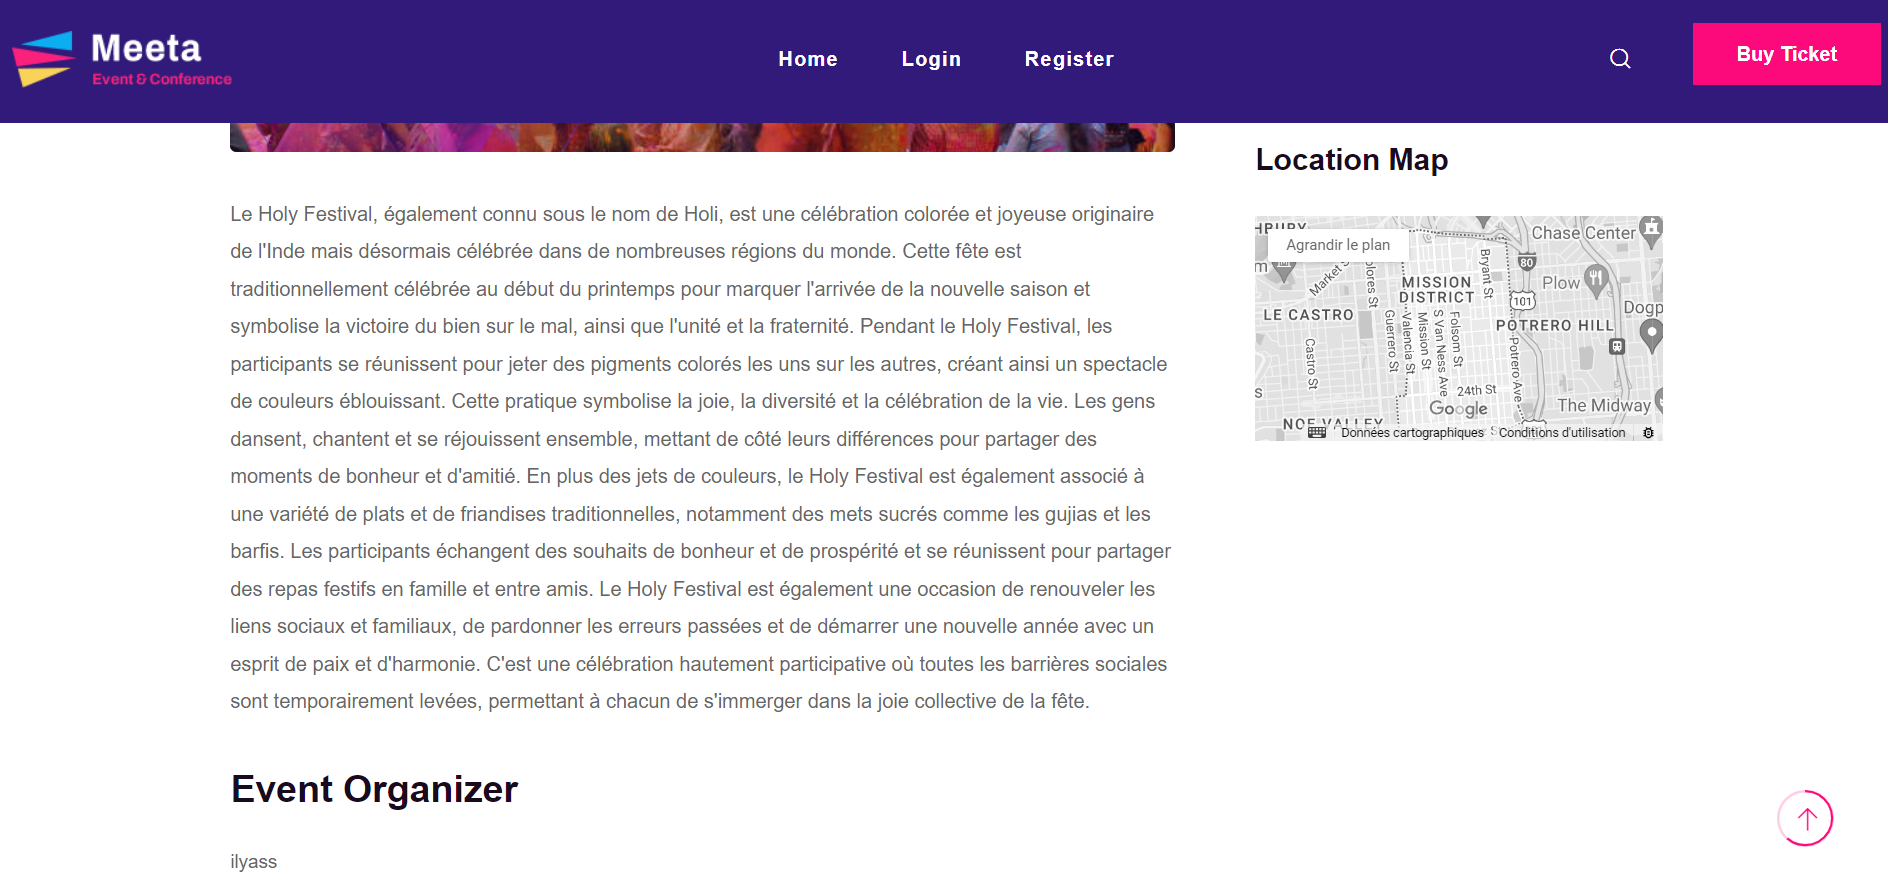 Meeta
Event & Conference
Home
Login
Register
Buy Ticket
Le Holy Festival, également connu sous le nom de Holi, est une célébration colorée et joyeuse originaire
de l'Inde mais désormais célébrée dans de nombreuses régions du monde. Cette fête est
traditionnellement célébrée au début du printemps pour marquer l'arrivée de la nouvelle saison et
symbolise la victoire du bien sur le mal, ainsi que l'unité et la fraternité. Pendant le Holy Festival, les
participants se réunissent pour jeter des pigments colorés les uns sur les autres, créant ainsi un spectacle
de couleurs éblouissant. Cette pratique symbolise la joie, la diversité et la célébration de la vie. Les gens
dansent, chantent et se réjouissent ensemble, mettant de côté leurs différences pour partager des
moments de bonheur et d'amitié. En plus des jets de couleurs, le Holy Festival est également associé à
une variété de plats et de friandises traditionnelles, notamment des mets sucrés comme les gujias et les
barfis. Les participants échangent des souhaits de bonheur et de prospérité et se réunissent pour partager
des repas festifs en famille et entre amis. Le Holy Festival est également une occasion de renouveler les
liens sociaux et familiaux, de pardonner les erreurs passées et de démarrer une nouvelle année avec un
esprit de paix et d'harmonie. C'est une célébration hautement participative où toutes les barrières sociales
sont temporairement levées, permettant à chacun de s'immerger dans la joie collective de la fête.
Event Organizer
ilyass
Location Map
Agrandir le plan
Chase Center
80
Market
Bryant St
Plow
MISSION
DISTRICT
101
Dogp
LE CASTRO
POTRERO HILL
Castro St
Guerrero St
Valencia St
Mission St
S Van Ness Ave
Folsom St
Potrero Ave
24th St
Google
The Midway
NOE VALLEY
Données cartographiques
Conditions d'utilisation